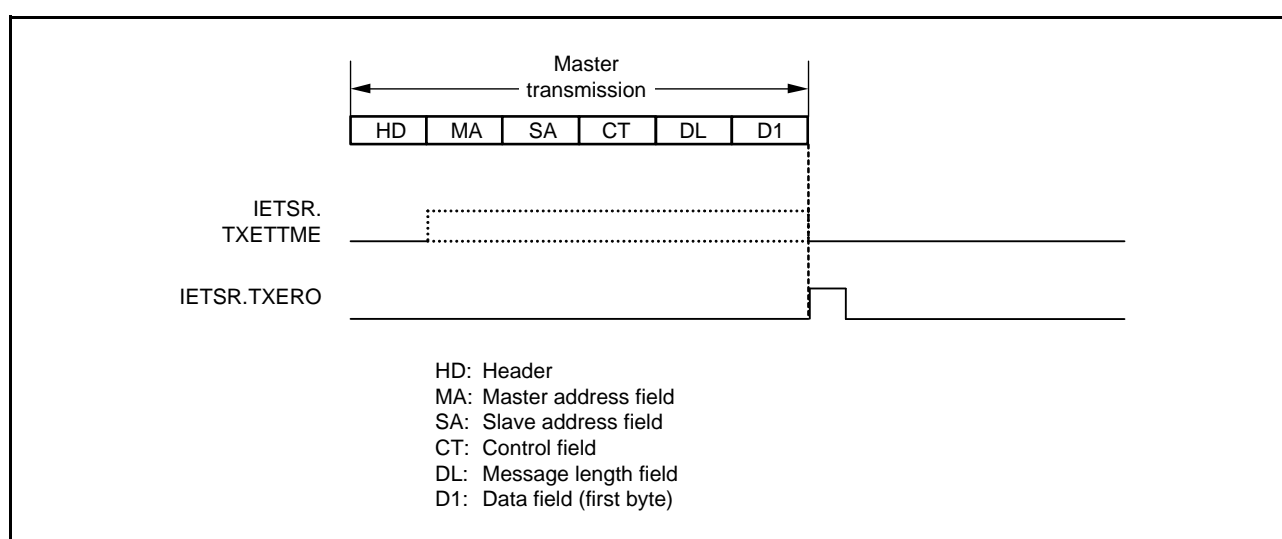 Master
transmission
HD MA SA CT DL D1
IETSR.
TXETTME
IETSR.TXERO
HD: Header
MA: Master address field
SA: Slave address field
CT: Control field
DL: Message length field
D1: Data field (first byte)